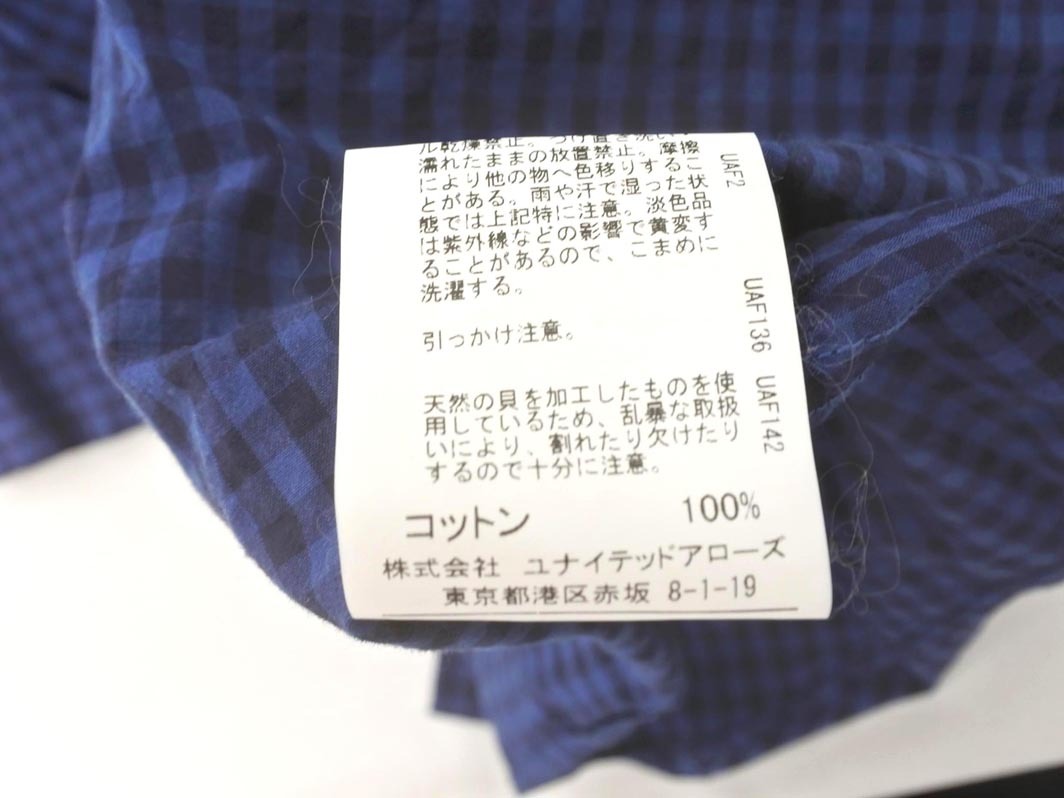 ル乾燥禁止。つけ置き洗い、
濡れたままの放置禁止。摩擦
により他の物へ色移りするこ
とがある。雨や汗で湿った状
態では上記特に注意。淡色品
は紫外線などの影響で黄変す
ることがあるので、こまめに
洗濯する。
引っかけ注意。
天然の貝を加工したものを使
用しているため、乱暴な取扱
いにより、割れたり欠けたり
するので十分に注意。
コットン 100%
株式会社 ユナイテッドアローズ
東京都港区赤坂 8-1-19
UAF2 UAF136 UAF142